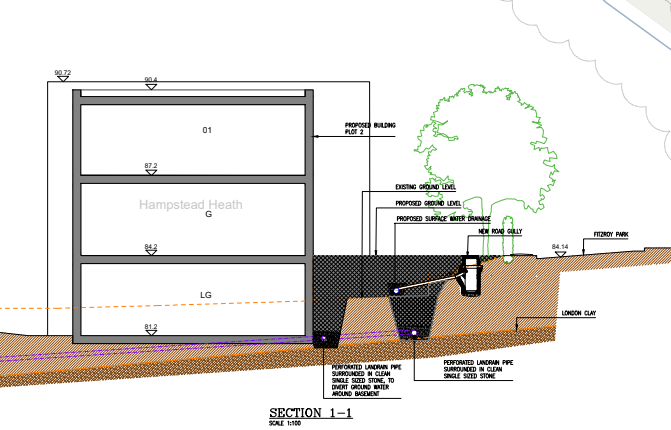 90.72
90.4
01
PROPOSED BUILDING
PLOT 2
87.2
EXISTING GROUND LEVEL
Hampstead Heath
PROPOSED GROUND LEVEL
G
PROPOSED SURFACE WATER DRAINAGE
NEW ROAD GULLY
FITZROY PARK
84.2
84.14
LG
LONDON CLAY
81.2
PERFORATED LANDRAIN PIPE
SURROUNDED IN CLEAN
SINGLE SIZED STONE, TO
DIVERT GROUND WATER
AROUND BASEMENT
PERFORATED LANDRAIN PIPE
SURROUNDED IN CLEAN
SINGLE SIZED STONE
SECTION 1-1
SCALE 1:100